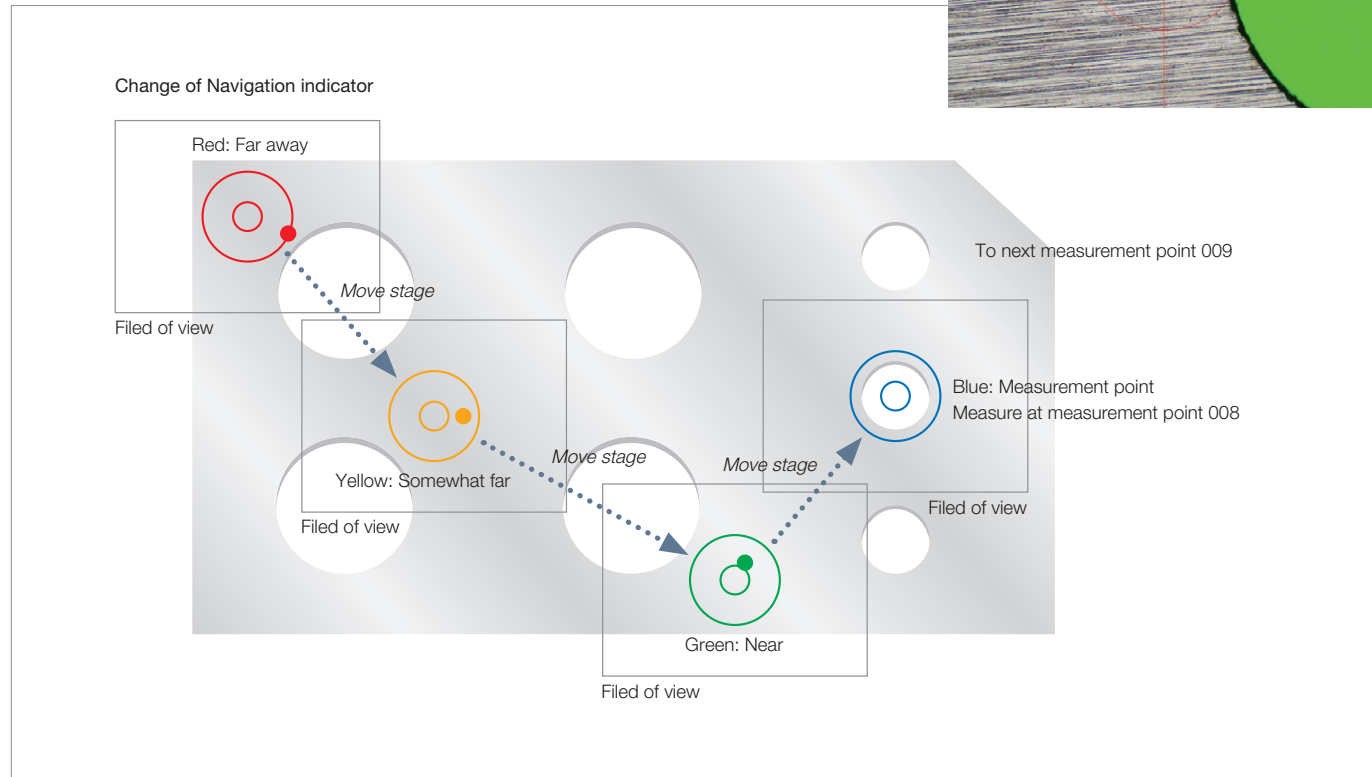 Change of Navigation indicator
Red: Far away
Move stage
Filed of view
To next measurement point 009
Blue: Measurement point
Measure at measurement point 008
Yellow: Somewhat far
Filed of view
Move stage
Move stage
Filed of view
Green: Near
Filed of view